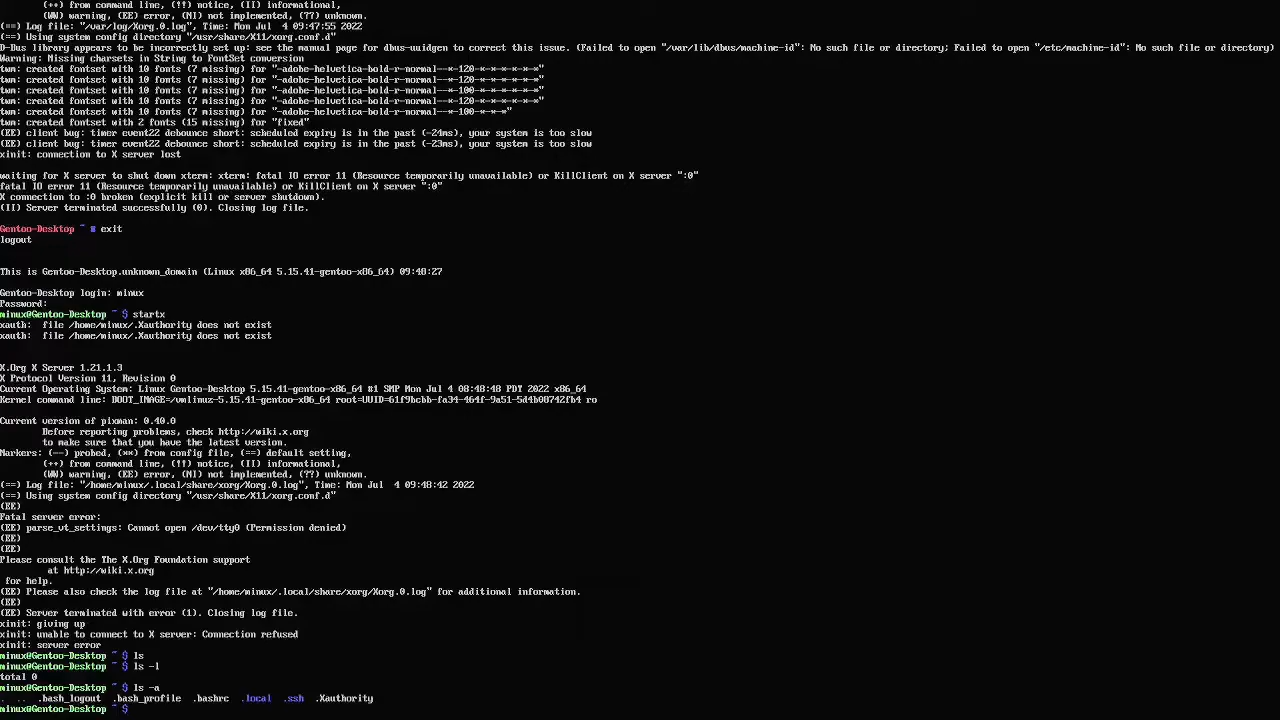 (++) from command line, (!!) notice, (II) informational,
(WW) warning, (EE) error, (NI) not implemented, (??) unknown.
(==) Log file: "/var/log/Xorg.0.log", Time: Mon Jul  4 09:47:55 2022
(==) Using system config directory "/usr/share/X11/xorg.conf.d"
D-Bus library appears to be incorrectly set up: see the manual page for dbus-uuidgen to correct this issue. (Failed to open "/var/lib/dbus/machine-id": No such file or directory; Failed to open "/etc/machine-id": No such file or directory)
Warning: Missing charsets in String to FontSet conversion
twm: created fontset with 10 fonts (7 missing) for "-adobe-helvetica-bold-r-normal--*-120-*-*-*-*-*-*"
twm: created fontset with 10 fonts (7 missing) for "-adobe-helvetica-bold-r-normal--*-120-*-*-*-*-*-*"
twm: created fontset with 10 fonts (7 missing) for "-adobe-helvetica-bold-r-normal--*-100-*-*-*-*-*-*"
twm: created fontset with 10 fonts (7 missing) for "-adobe-helvetica-bold-r-normal--*-120-*-*-*-*-*-*"
twm: created fontset with 10 fonts (7 missing) for "-adobe-helvetica-bold-r-normal--*-100-*-*-*"
twm: created fontset with 2 fonts (15 missing) for "fixed"
(EE) client bug: timer event22 debounce short: scheduled expiry is in the past (-24ms), your system is too slow
(EE) client bug: timer event22 debounce short: scheduled expiry is in the past (-23ms), your system is too slow
xinit: connection to X server lost
waiting for X server to shut down xterm: xterm: fatal IO error 11 (Resource temporarily unavailable) or KillClient on X server ":0"
fatal IO error 11 (Resource temporarily unavailable) or KillClient on X server ":0"
X connection to :0 broken (explicit kill or server shutdown).
(II) Server terminated successfully (0). Closing log file.
Gentoo-Desktop ~ # exit
logout
This is Gentoo-Desktop.unknown_domain (Linux x86_64 5.15.41-gentoo-x86_64) 09:48:27
Gentoo-Desktop login: minux
Password:
minux@Gentoo-Desktop ~ $ startx
xauth:  file /home/minux/.Xauthority does not exist
xauth:  file /home/minux/.Xauthority does not exist
X.Org X Server 1.21.1.3
X Protocol Version 11, Revision 0
Current Operating System: Linux Gentoo-Desktop 5.15.41-gentoo-x86_64 #1 SMP Mon Jul 4 08:48:48 PDT 2022 x86_64
Kernel command line: BOOT_IMAGE=/vmlinuz-5.15.41-gentoo-x86_64 root=UUID=61f9bcbb-fa34-464f-9a51-5d4b08742fb4 ro
Current version of pixman: 0.40.0
Before reporting problems, check http://wiki.x.org
to make sure that you have the latest version.
Markers: (--) probed, (**) from config file, (==) default setting,
(++) from command line, (!!) notice, (II) informational,
(WW) warning, (EE) error, (NI) not implemented, (??) unknown.
(==) Log file: "/home/minux/.local/share/xorg/Xorg.0.log", Time: Mon Jul  4 09:48:42 2022
(==) Using system config directory "/usr/share/X11/xorg.conf.d"
(EE)
Fatal server error:
(EE) parse_vt_settings: Cannot open /dev/tty0 (Permission denied)
(EE)
(EE)
Please consult the The X.Org Foundation support
at http://wiki.x.org
for help.
(EE) Please also check the log file at "/home/minux/.local/share/xorg/Xorg.0.log" for additional information.
(EE)
(EE) Server terminated with error (1). Closing log file.
xinit: giving up
xinit: unable to connect to X server: Connection refused
xinit: server error
minux@Gentoo-Desktop ~ $ ls
minux@Gentoo-Desktop ~ $ ls -l
total 0
minux@Gentoo-Desktop ~ $ ls -a
.  ..  .bash_logout  .bash_profile  .bashrc  .local  .ssh  .Xauthority
minux@Gentoo-Desktop ~ $